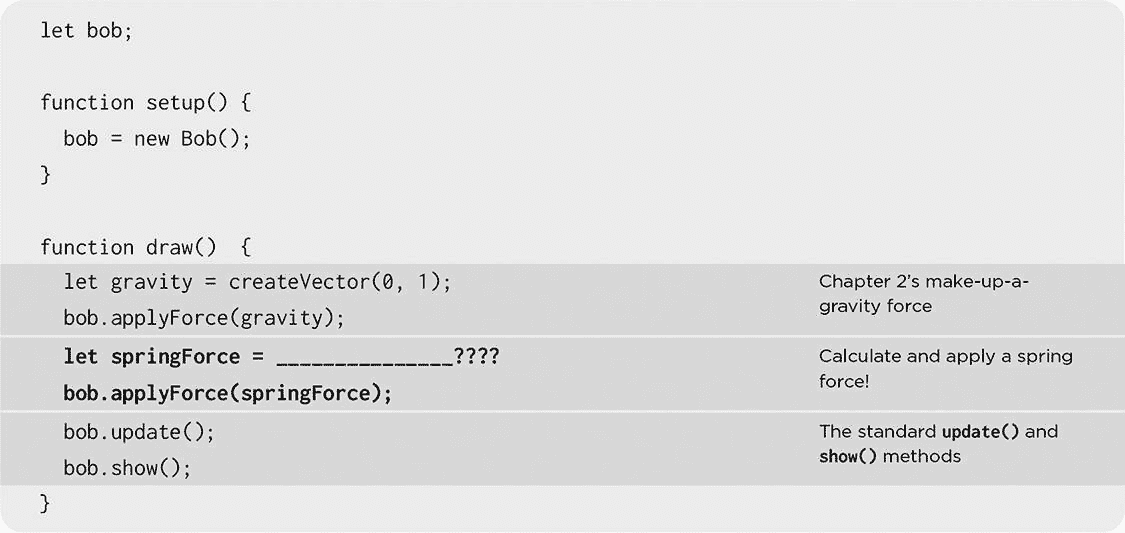 let bob;
function setup() {
bob = new Bob();
}
function draw()  {
let gravity = createVector(0, 1);
bob.applyForce(gravity);
Chapter 2's make-up-a-
gravity force
let springForce = _______________????
bob.applyForce(springForce);
Calculate and apply a spring
force!
bob.update();
bob.show();
The standard update() and
show() methods
}